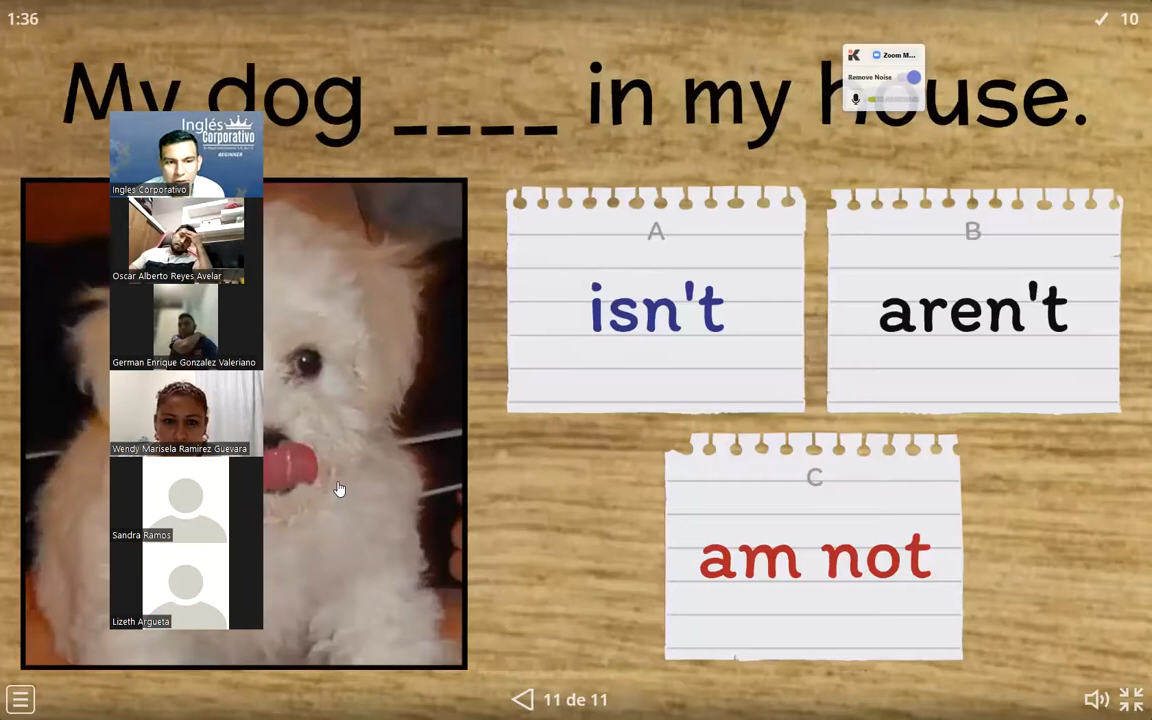 1:36
✓ 10
My dog ____ in my house.
Zoom M...
Remove Noise
Inglés
Corporativo
BEGINNER
Ingles Corporativo
Oscar Alberto Reyes Avelar
German Enrique Gonzalez Valeriano
Wendy Marisela Ramirez Guevara
Sandra Ramos
Lizeth Argueta
A
isn't
B
aren't
C
am not
11 de 11